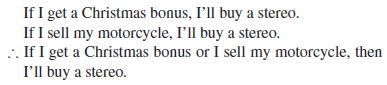 If I get a Christmas bonus, I’ll buy a stereo.
If I sell my motorcycle, I’ll buy a stereo.
∴ If I get a Christmas bonus or I sell my motorcycle, then
I’ll buy a stereo.